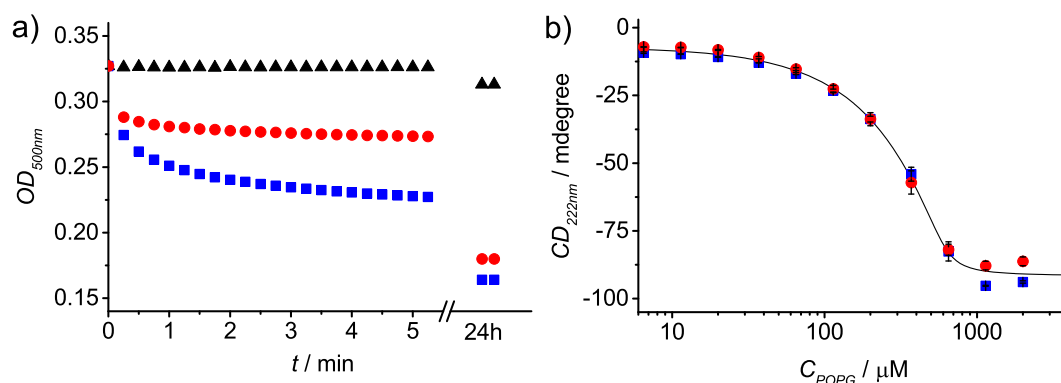 a)
0.35
0.30
0.25
0.20
0.15
OD500nm
0 1 2 3 4 5 24h
t / min
b)
0
-25
-50
-75
-100
CD222nm / mdegree
10 100 1000
CPOPG / μM